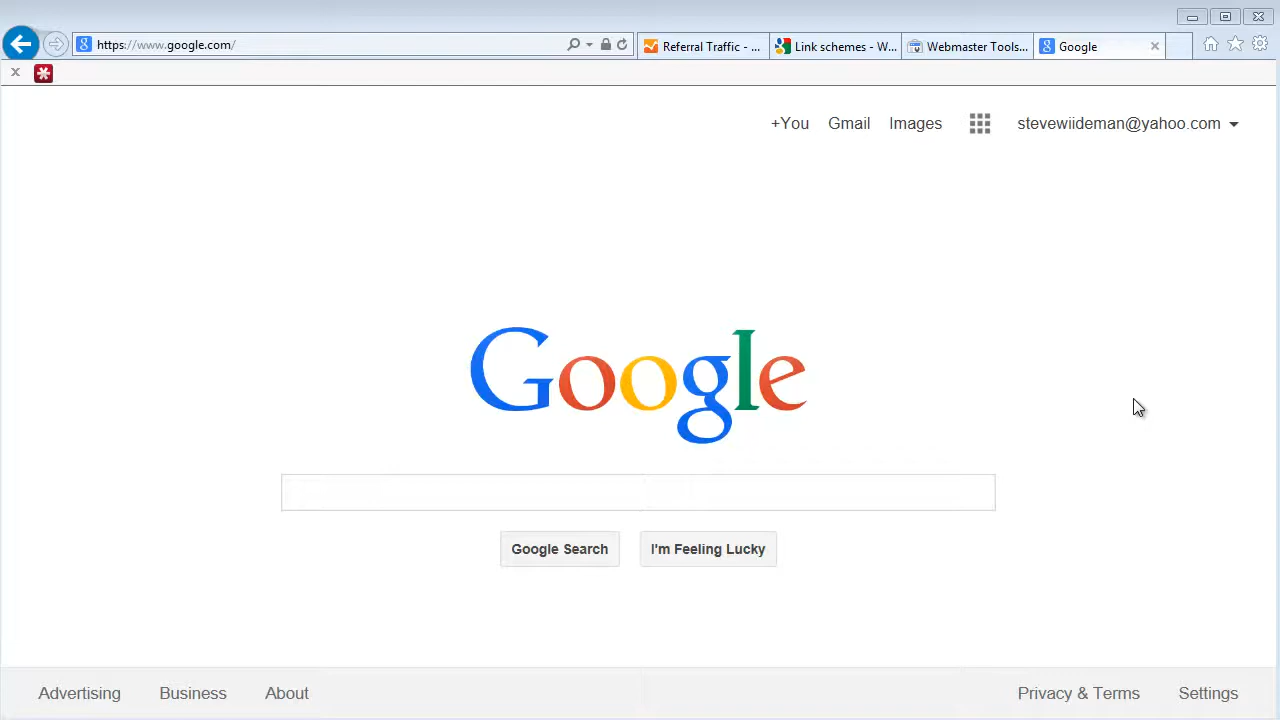 https://www.google.com/
Referral Traffic - ...
Link schemes - W...
Webmaster Tools...
Google
+You
Gmail
Images
stevewiideman@yahoo.com
Google
Google Search
I'm Feeling Lucky
Advertising
Business
About
Privacy & Terms
Settings